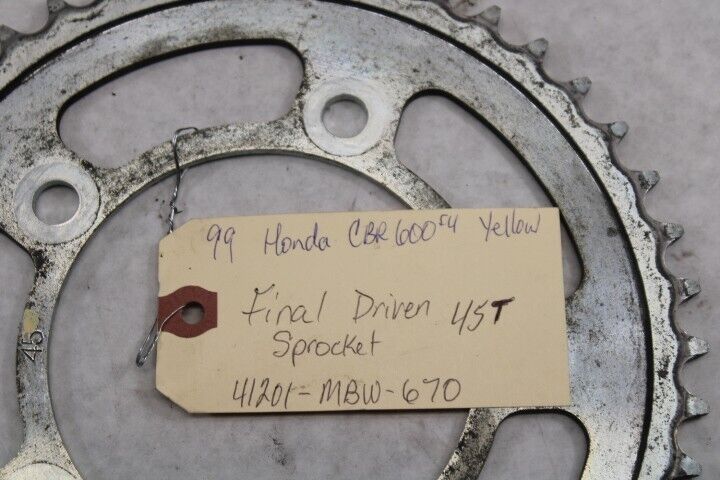 99 Honda CBR600F4 Yellow
Final Driven 45T
Sprocket
41201-MBW-670
45